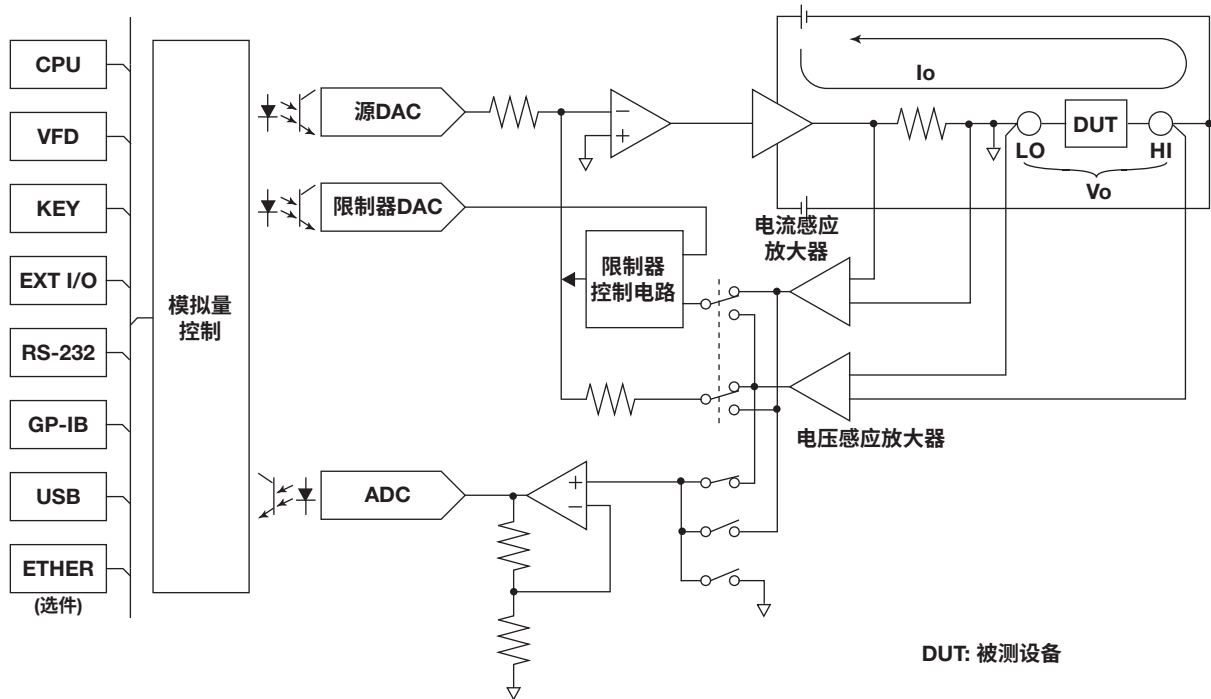 CPU
VFD
KEY
EXT I/O
RS-232
GP-IB
USB
ETHER
(选件)
模拟量
控制
源DAC
限制器DAC
ADC
限制器
控制电路
−
+
+
−
Io
LO
DUT
HI
Vo
电流感应
放大器
电压感应放大器
DUT: 被测设备